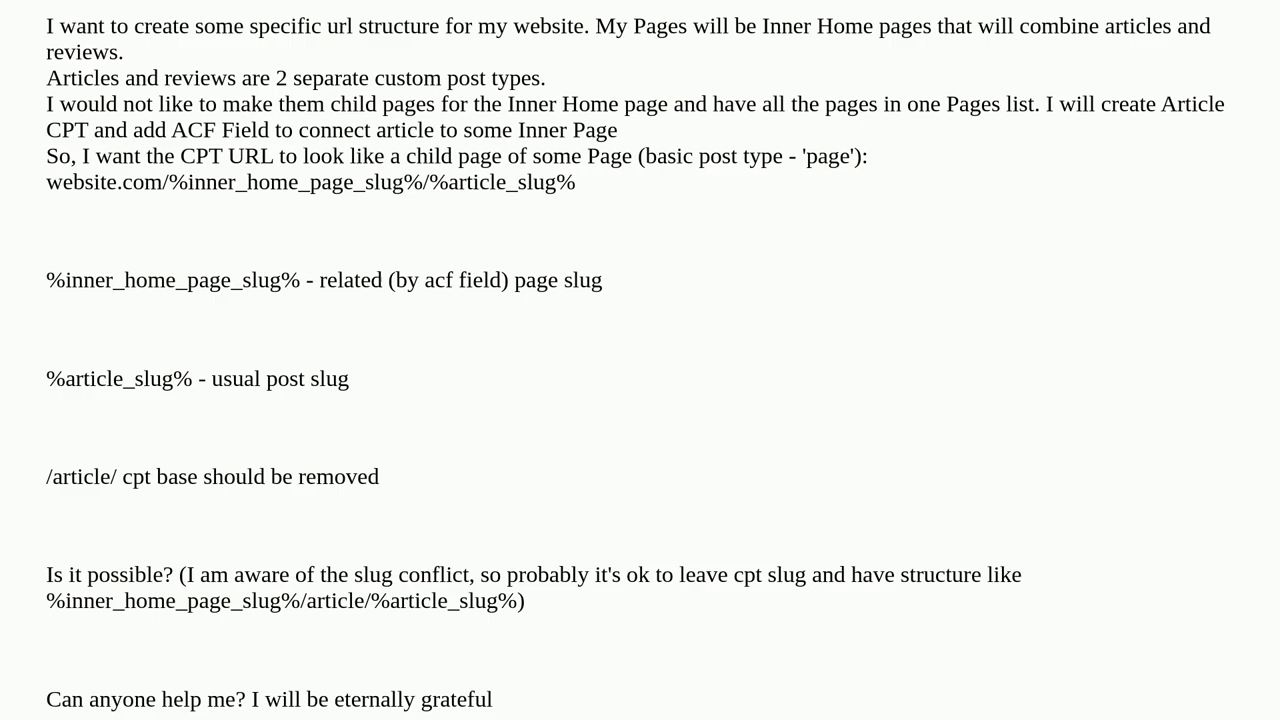 I want to create some specific url structure for my website. My Pages will be Inner Home pages that will combine articles and
reviews.
Articles and reviews are 2 separate custom post types.
I would not like to make them child pages for the Inner Home page and have all the pages in one Pages list. I will create Article
CPT and add ACF Field to connect article to some Inner Page
So, I want the CPT URL to look like a child page of some Page (basic post type - 'page'):
website.com/%inner_home_page_slug%/%article_slug%
%inner_home_page_slug% - related (by acf field) page slug
%article_slug% - usual post slug
/article/ cpt base should be removed
Is it possible? (I am aware of the slug conflict, so probably it's ok to leave cpt slug and have structure like
%inner_home_page_slug%/article/%article_slug%)
Can anyone help me? I will be eternally grateful